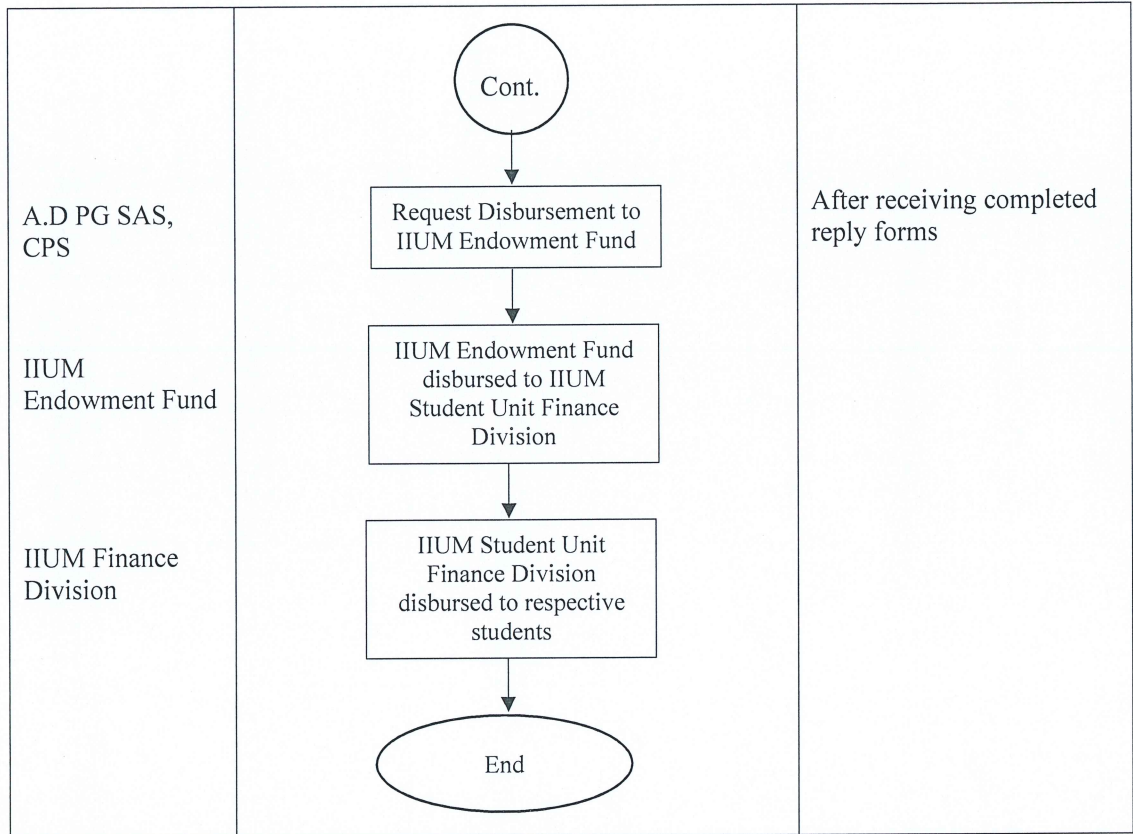 Cont.
A.D PG SAS,
CPS
Request Disbursement to
IIUM Endowment Fund
After receiving completed
reply forms
IIUM
Endowment Fund
IIUM Endowment Fund
disbursed to IIUM
Student Unit Finance
Division
IIUM Finance
Division
IIUM Student Unit
Finance Division
disbursed to respective
students
End